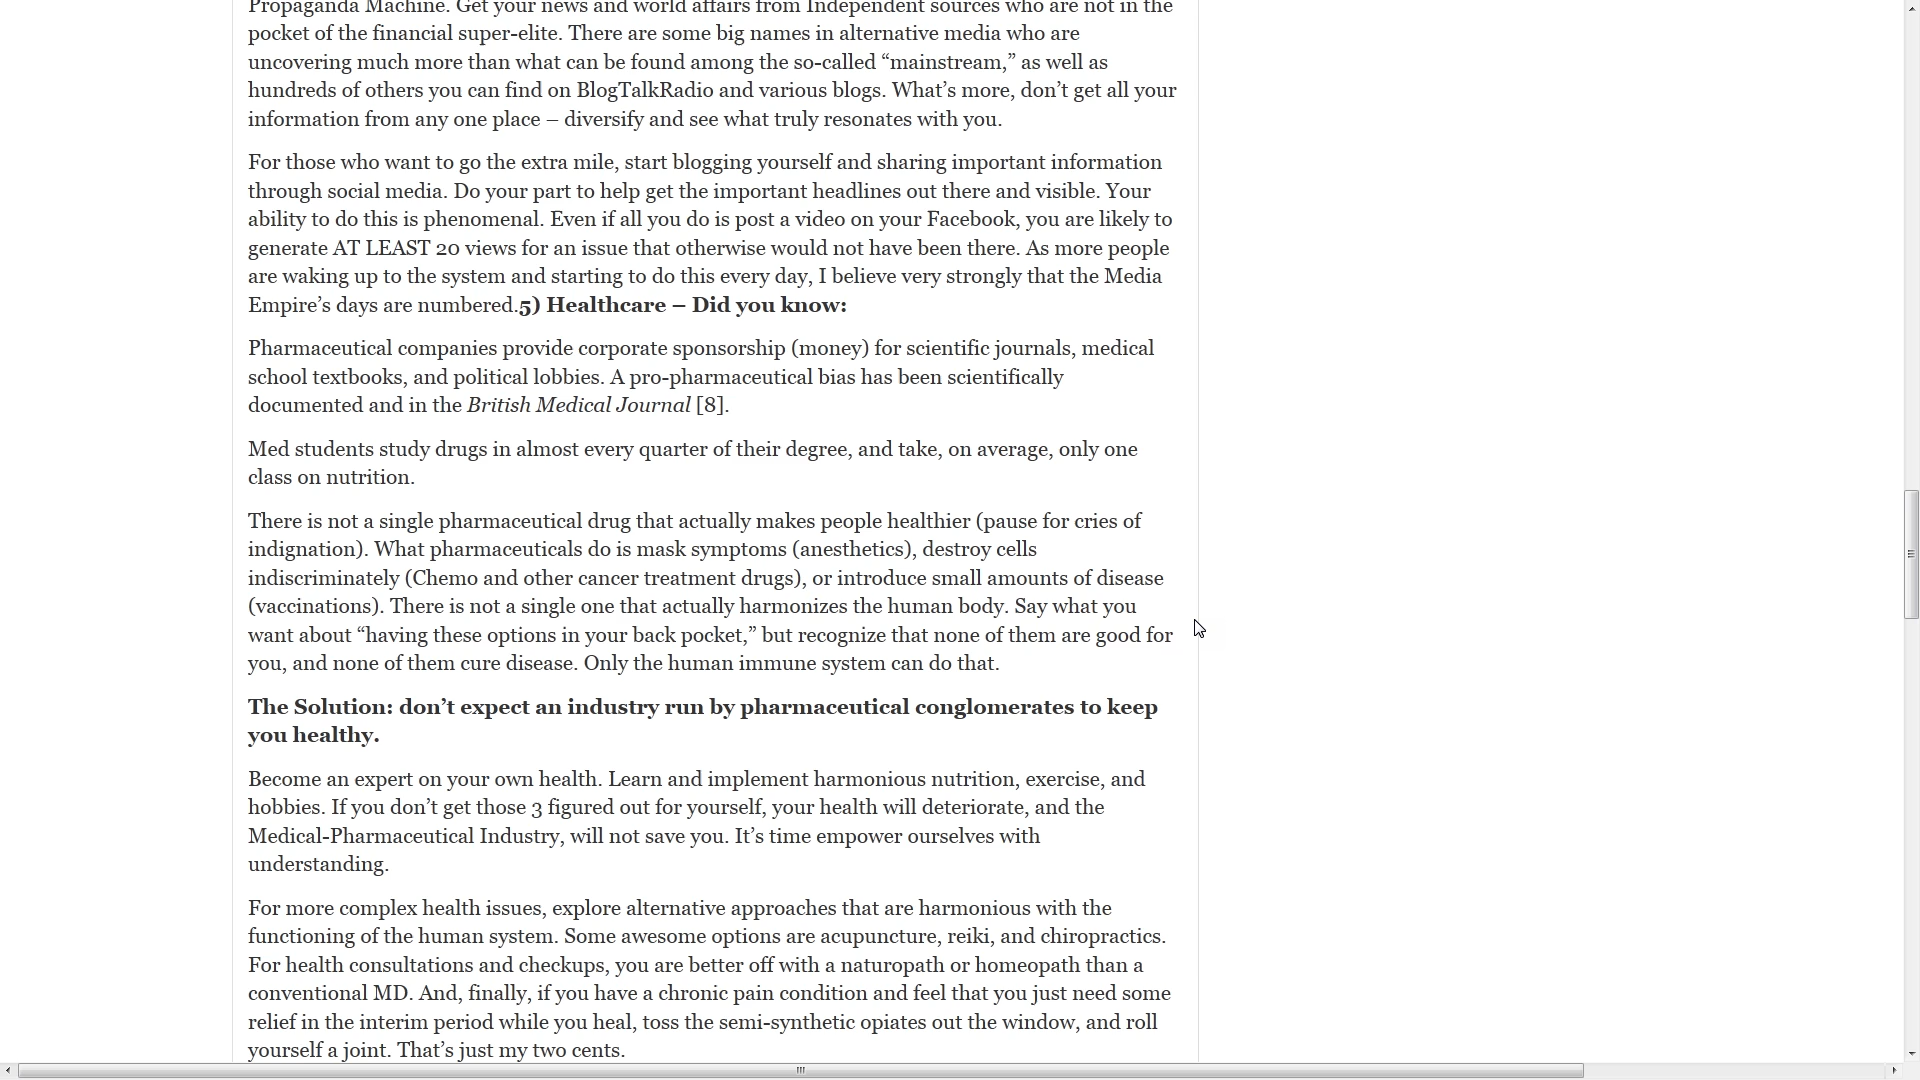 Propaganda Machine. Get your news and world affairs from Independent sources who are not in the
pocket of the financial super-elite. There are some big names in alternative media who are
uncovering much more than what can be found among the so-called “mainstream,” as well as
hundreds of others you can find on BlogTalkRadio and various blogs. What’s more, don’t get all your
information from any one place – diversify and see what truly resonates with you.
For those who want to go the extra mile, start blogging yourself and sharing important information
through social media. Do your part to help get the important headlines out there and visible. Your
ability to do this is phenomenal. Even if all you do is post a video on your Facebook, you are likely to
generate AT LEAST 20 views for an issue that otherwise would not have been there. As more people
are waking up to the system and starting to do this every day, I believe very strongly that the Media
Empire’s days are numbered.5) Healthcare – Did you know:
Pharmaceutical companies provide corporate sponsorship (money) for scientific journals, medical
school textbooks, and political lobbies. A pro-pharmaceutical bias has been scientifically
documented and in the British Medical Journal [8].
Med students study drugs in almost every quarter of their degree, and take, on average, only one
class on nutrition.
There is not a single pharmaceutical drug that actually makes people healthier (pause for cries of
indignation). What pharmaceuticals do is mask symptoms (anesthetics), destroy cells
indiscriminately (Chemo and other cancer treatment drugs), or introduce small amounts of disease
(vaccinations). There is not a single one that actually harmonizes the human body. Say what you
want about “having these options in your back pocket,” but recognize that none of them are good for
you, and none of them cure disease. Only the human immune system can do that.
The Solution: don’t expect an industry run by pharmaceutical conglomerates to keep
you healthy.
Become an expert on your own health. Learn and implement harmonious nutrition, exercise, and
hobbies. If you don’t get those 3 figured out for yourself, your health will deteriorate, and the
Medical-Pharmaceutical Industry, will not save you. It’s time empower ourselves with
understanding.
For more complex health issues, explore alternative approaches that are harmonious with the
functioning of the human system. Some awesome options are acupuncture, reiki, and chiropractics.
For health consultations and checkups, you are better off with a naturopath or homeopath than a
conventional MD. And, finally, if you have a chronic pain condition and feel that you just need some
relief in the interim period while you heal, toss the semi-synthetic opiates out the window, and roll
yourself a joint. That’s just my two cents.